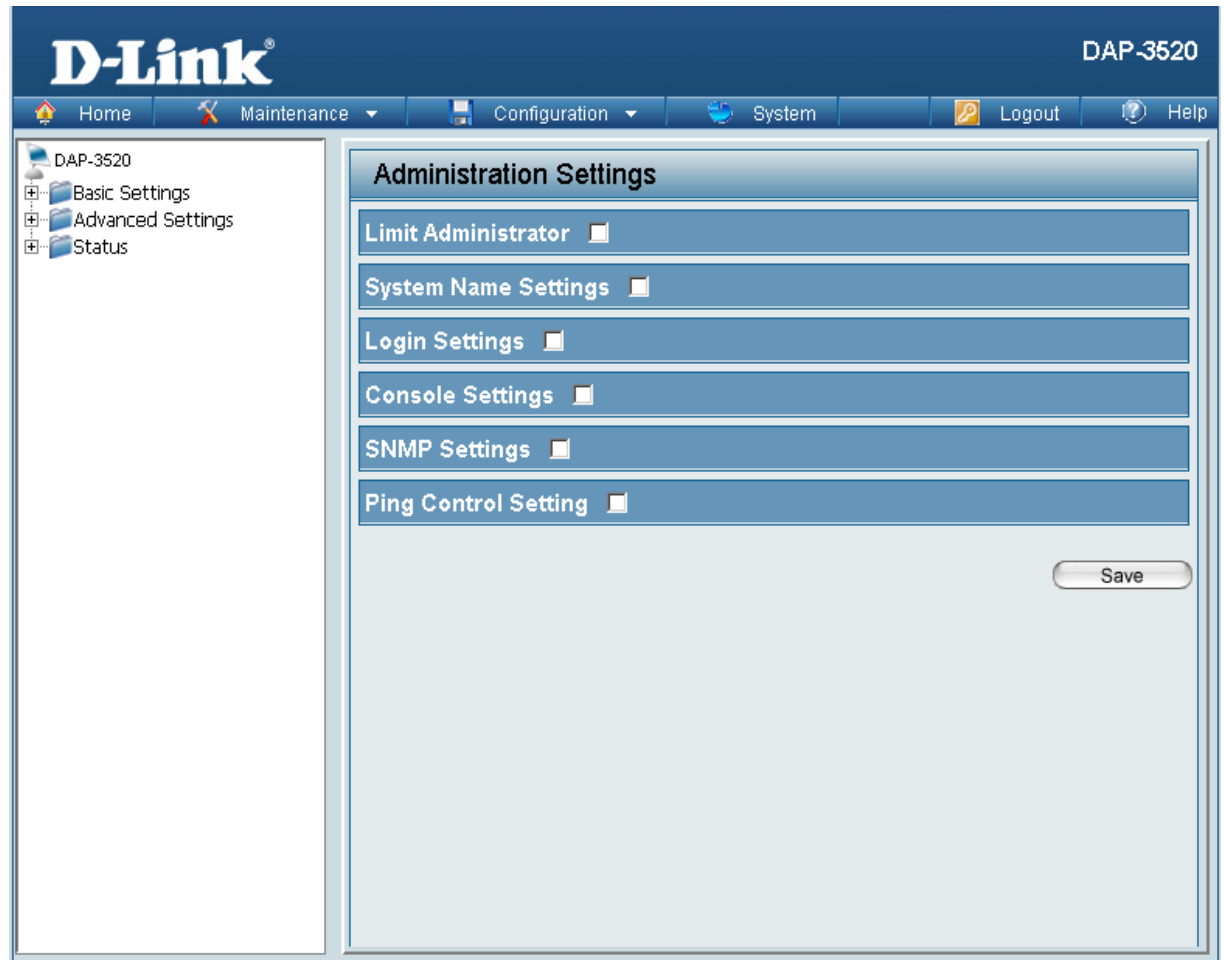 D-Link®
DAP-3520
Home Maintenance Configuration System Logout Help
DAP-3520
Basic Settings
Advanced Settings
Status
Administration Settings
Limit Administrator
System Name Settings
Login Settings
Console Settings
SNMP Settings
Ping Control Setting
Save